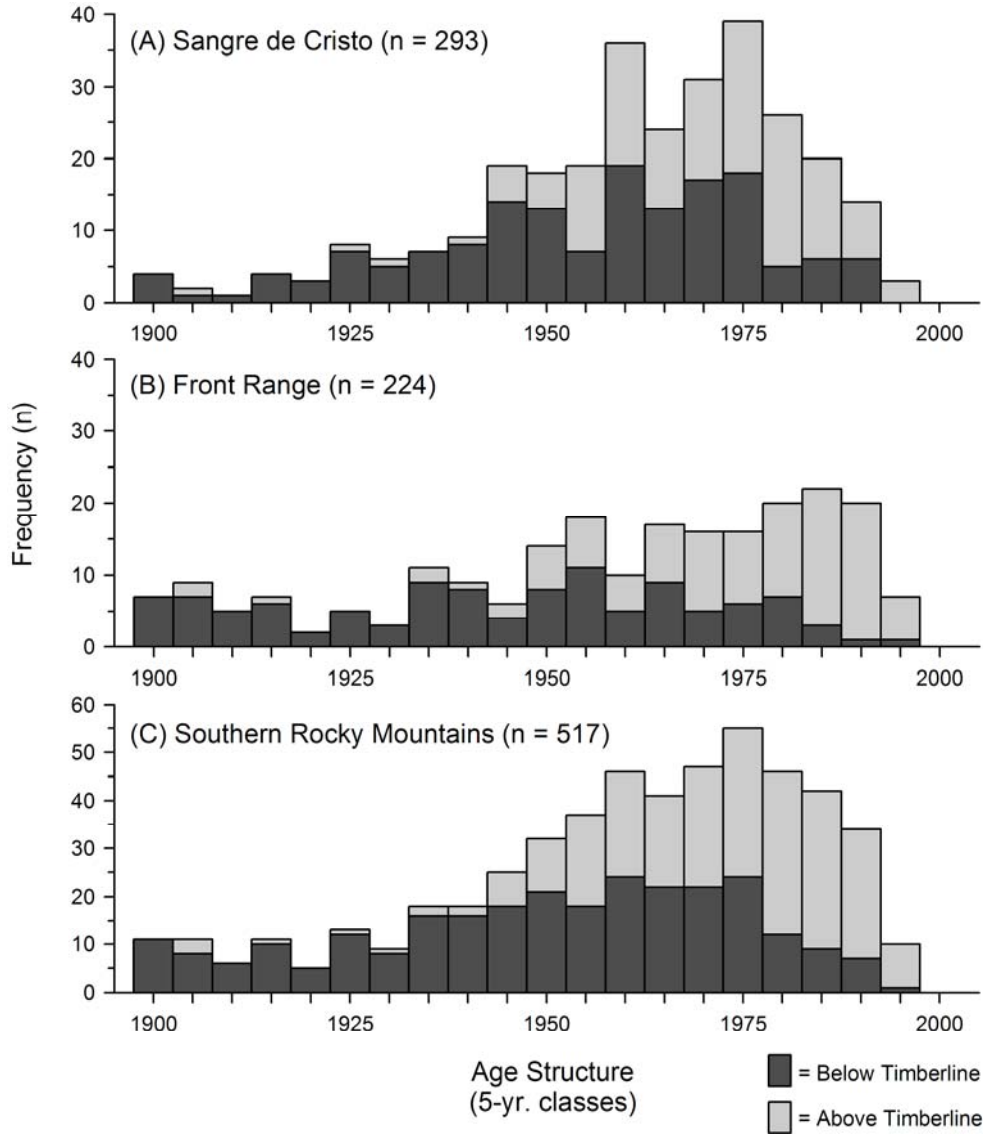 40
(A) Sangre de Cristo (n = 293)
30
20
10
0
1900 1925 1950 1975 2000
40
(B) Front Range (n = 224)
30
20
10
0
1900 1925 1950 1975 2000
Frequency (n)
60
(C) Southern Rocky Mountains (n = 517)
50
40
30
20
10
0
1900 1925 1950 1975 2000
Age Structure
(5-yr. classes)
= Below Timberline
= Above Timberline